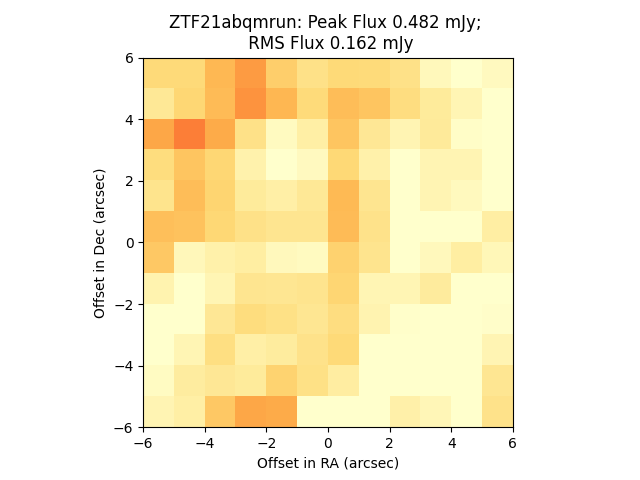 ZTF21abqmrun: Peak Flux 0.482 mJy;
RMS Flux 0.162 mJy
6
4
2
0
−2
−4
−6
Offset in Dec (arcsec)
−6 −4 −2 0 2 4 6
Offset in RA (arcsec)